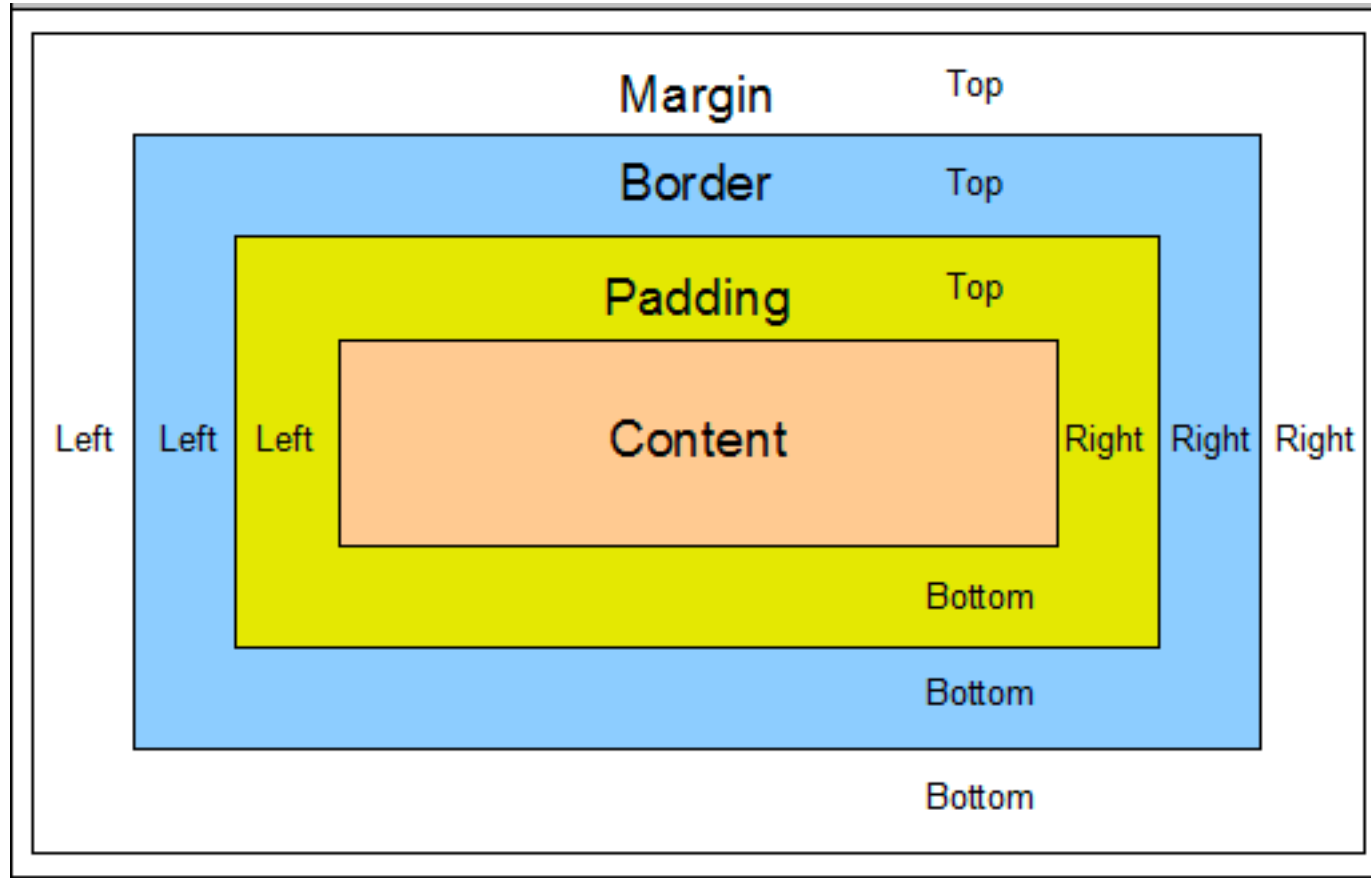 Margin Top
Border Top
Padding Top
Left Left Left Content Right Right Right
Bottom
Bottom
Bottom